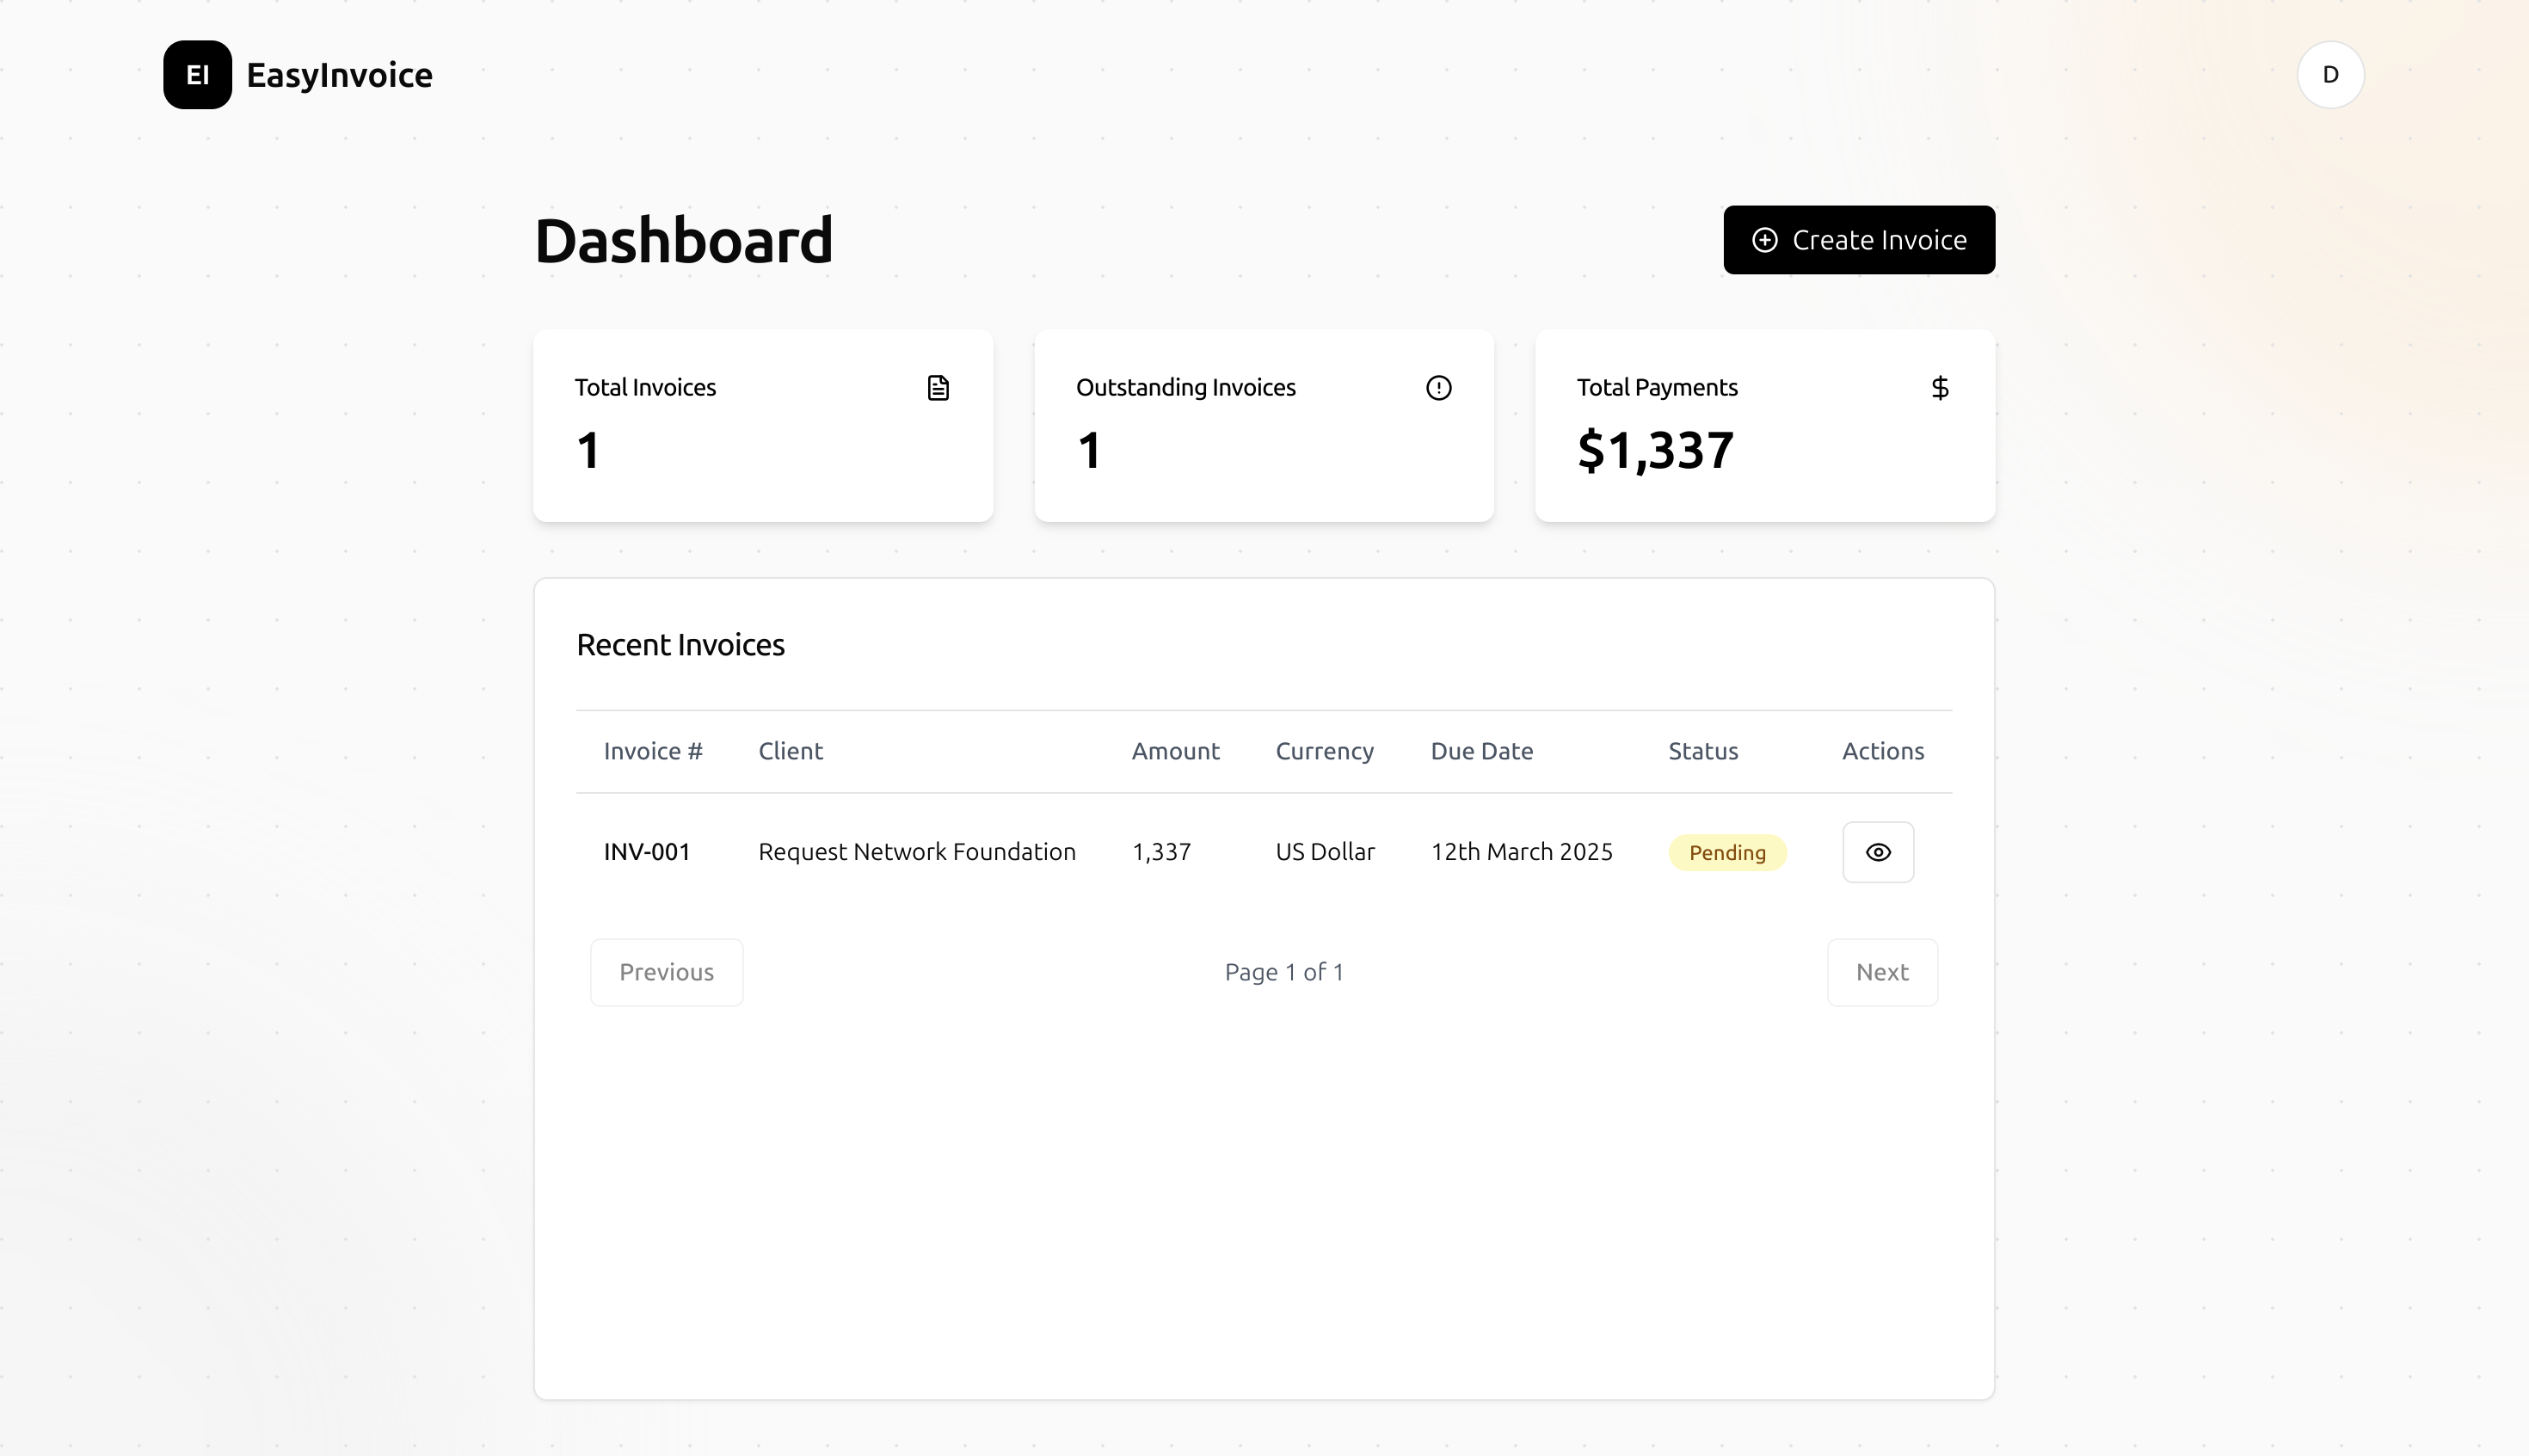 EI EasyInvoice
D
Dashboard
Create Invoice
Total Invoices
1
Outstanding Invoices
1
Total Payments
$1,337
Recent Invoices
Invoice # Client Amount Currency Due Date Status Actions
INV-001 Request Network Foundation 1,337 US Dollar 12th March 2025 Pending
Previous Page 1 of 1 Next